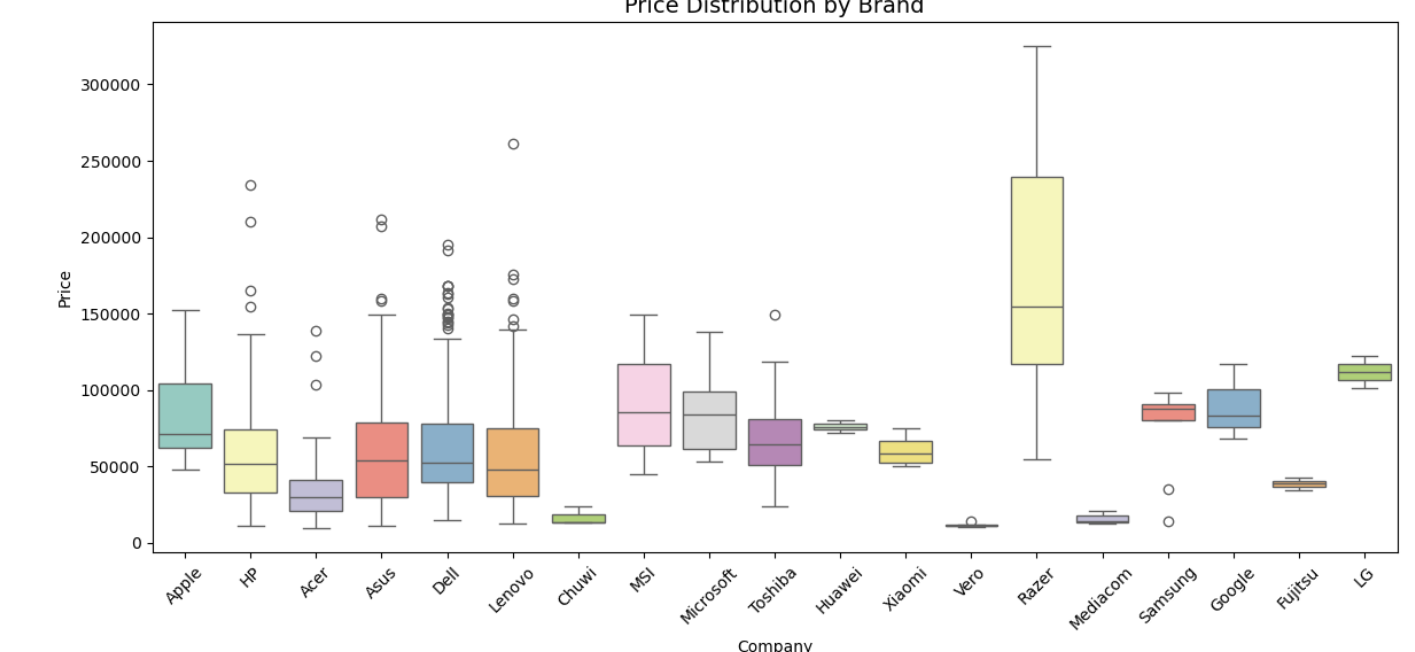 Price Distribution by Brand
300000
250000
200000
150000
100000
50000
0
Price
Apple
HP
Acer
Asus
Dell
Lenovo
Chuwi
MSI
Microsoft
Toshiba
Huawei
Xiaomi
Vero
Razer
Mediacom
Samsung
Google
Fujitsu
LG
Company